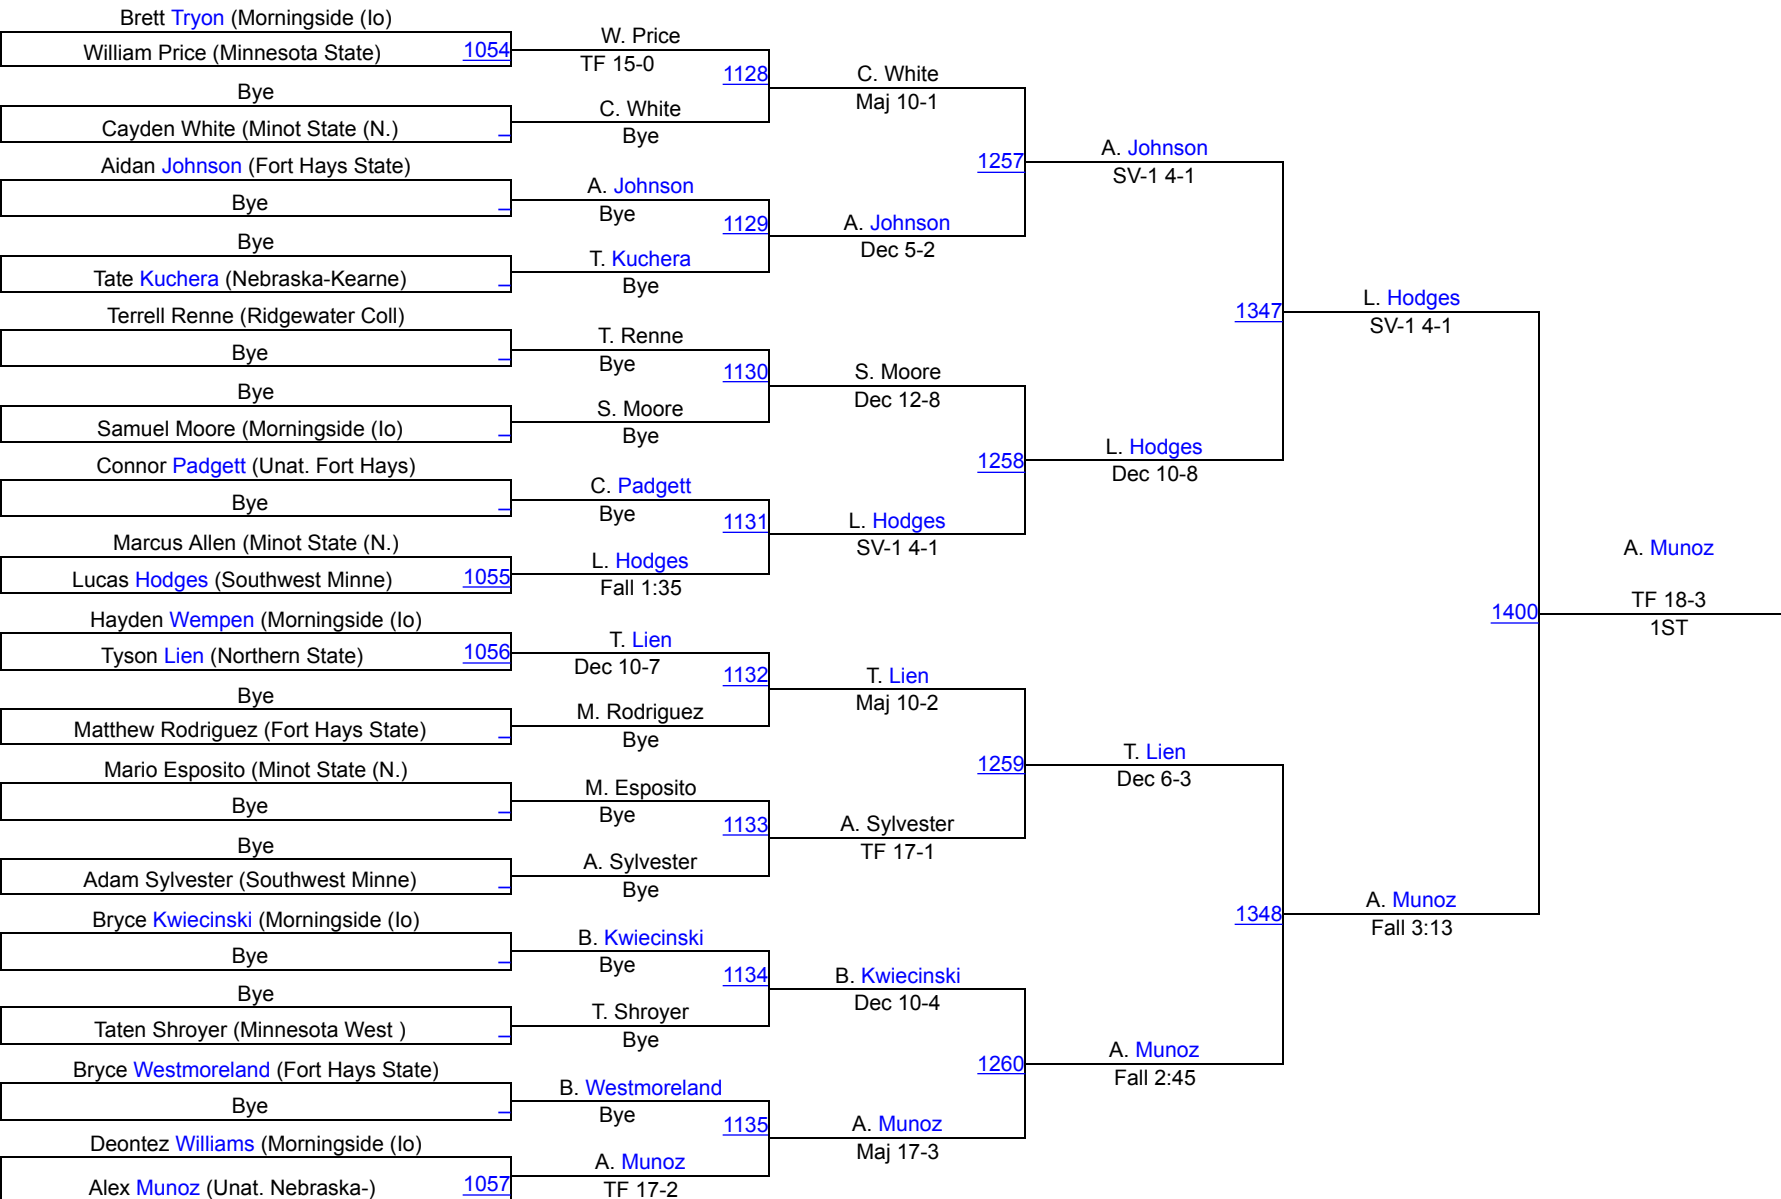 Brett Tryon (Morningside (Io)
William Price (Minnesota State)
1054
Bye
Cayden White (Minot State (N.)
Aidan Johnson (Fort Hays State)
Bye
Bye
Tate Kuchera (Nebraska-Kearne)
Terrell Renne (Ridgewater Coll)
Bye
Bye
Samuel Moore (Morningside (Io)
Connor Padgett (Unat. Fort Hays)
Bye
Marcus Allen (Minot State (N.)
Lucas Hodges (Southwest Minne)
1055
Hayden Wempen (Morningside (Io)
Tyson Lien (Northern State)
1056
Bye
Matthew Rodriguez (Fort Hays State)
Mario Esposito (Minot State (N.)
Bye
Bye
Adam Sylvester (Southwest Minne)
Bryce Kwiecinski (Morningside (Io)
Bye
Bye
Taten Shroyer (Minnesota West )
Bryce Westmoreland (Fort Hays State)
Bye
Deontez Williams (Morningside (Io)
Alex Munoz (Unat. Nebraska-)
1057
W. Price
TF 15-0
1128
C. White
Bye
A. Johnson
Bye
1129
T. Kuchera
Bye
T. Renne
Bye
1130
S. Moore
Bye
C. Padgett
Bye
1131
L. Hodges
Fall 1:35
T. Lien
Dec 10-7
1132
M. Rodriguez
Bye
M. Esposito
Bye
1133
A. Sylvester
Bye
B. Kwiecinski
Bye
1134
T. Shroyer
Bye
B. Westmoreland
Bye
1135
A. Munoz
TF 17-2
C. White
Maj 10-1
1257
A. Johnson
Dec 5-2
S. Moore
Dec 12-8
1258
L. Hodges
SV-1 4-1
T. Lien
Maj 10-2
1259
A. Sylvester
TF 17-1
B. Kwiecinski
Dec 10-4
1260
A. Munoz
Maj 17-3
A. Johnson
SV-1 4-1
1347
L. Hodges
Dec 10-8
T. Lien
Dec 6-3
1348
A. Munoz
Fall 2:45
L. Hodges
SV-1 4-1
1400
A. Munoz
Fall 3:13
A. Munoz
TF 18-3
1ST